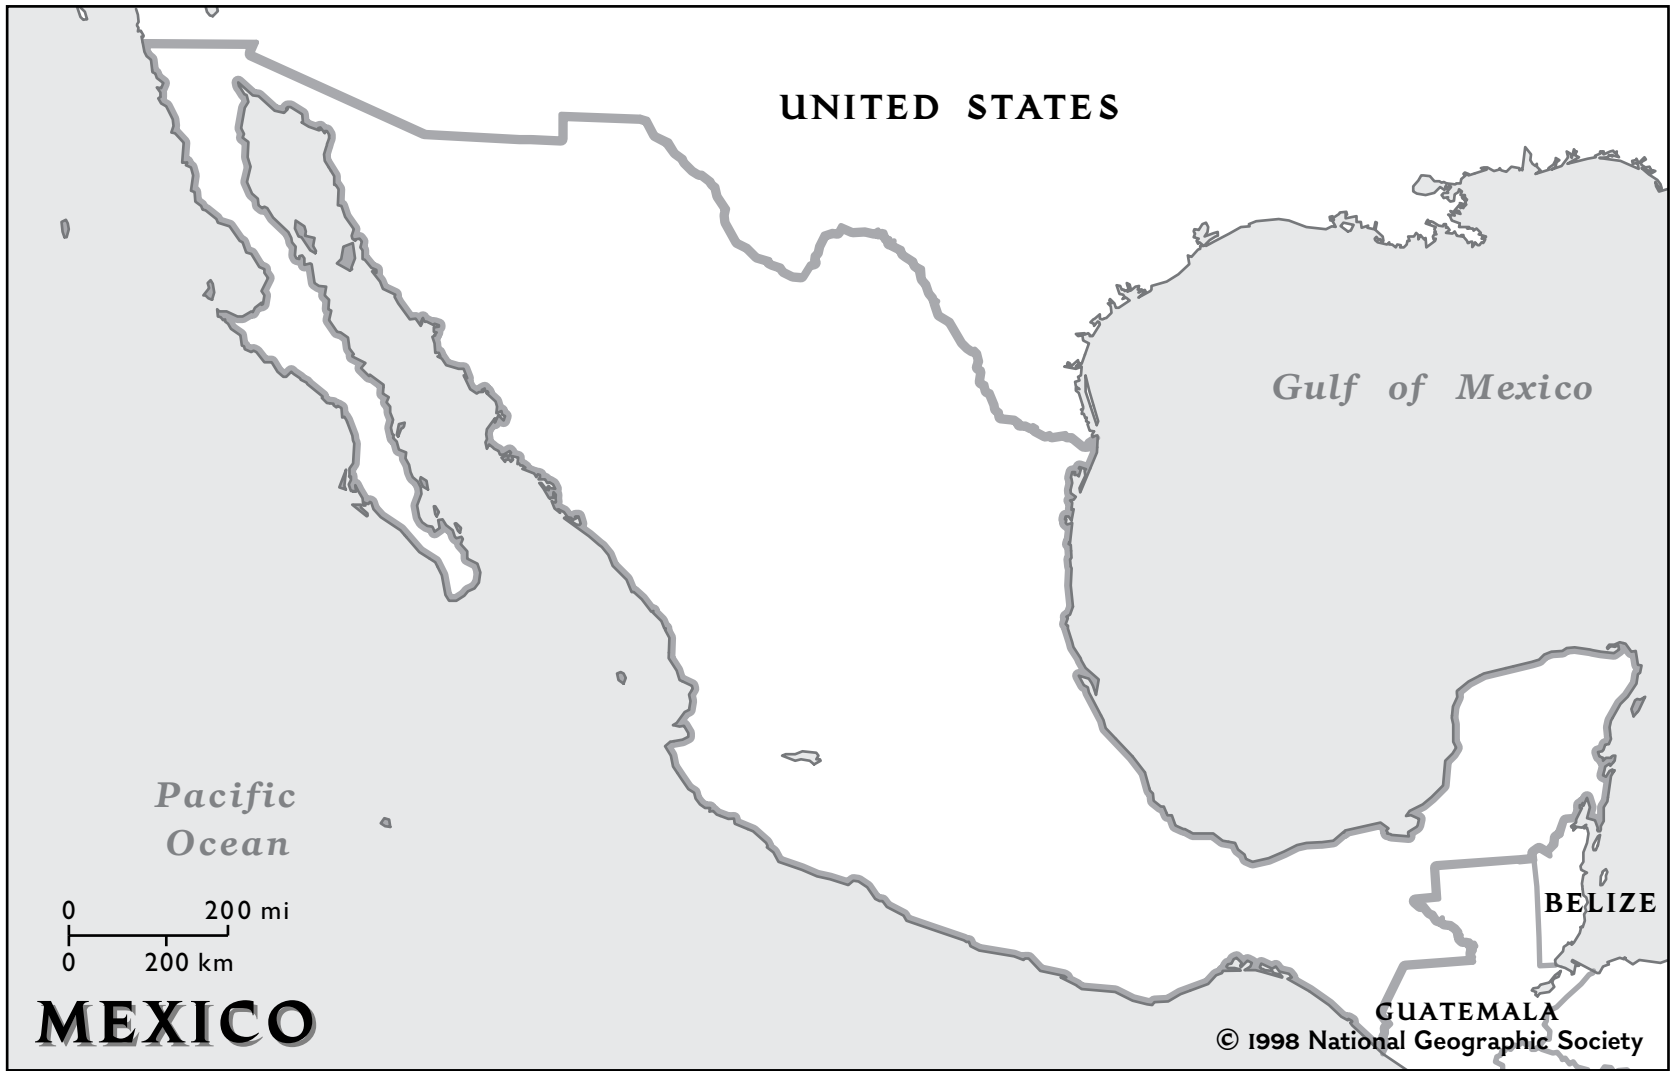 UNITED STATES
Gulf of Mexico
Pacific
Ocean
0 200 mi
0 200 km
BELIZE
MEXICO
GUATEMALA
© 1998 National Geographic Society